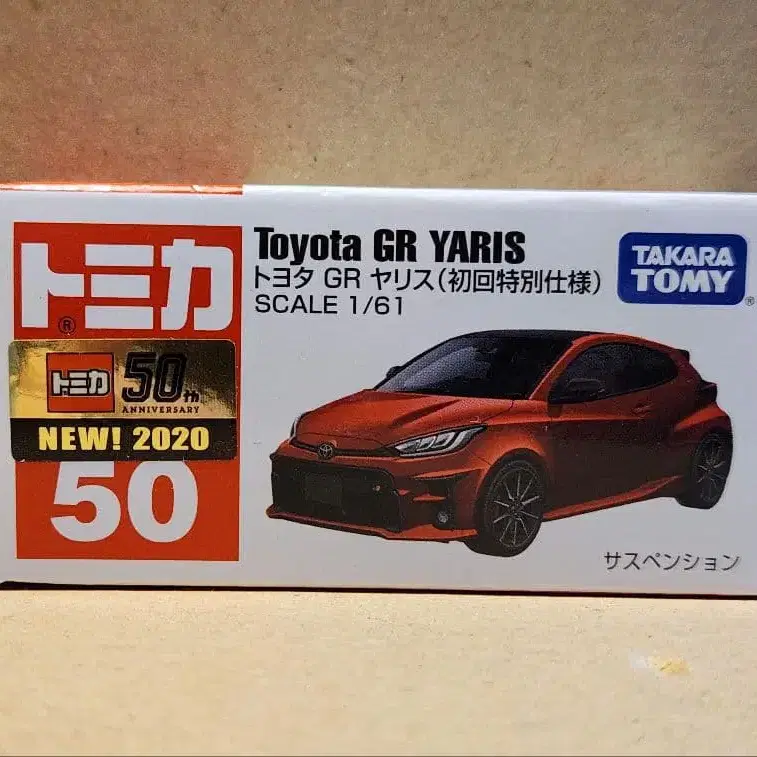 トミカ
®
トミカ 50th
ANNIVERSARY
NEW! 2020
50
Toyota GR YARIS
トヨタ GR ヤリス(初回特別仕様)
SCALE 1/61
TAKARA
TOMY®
サスペンション